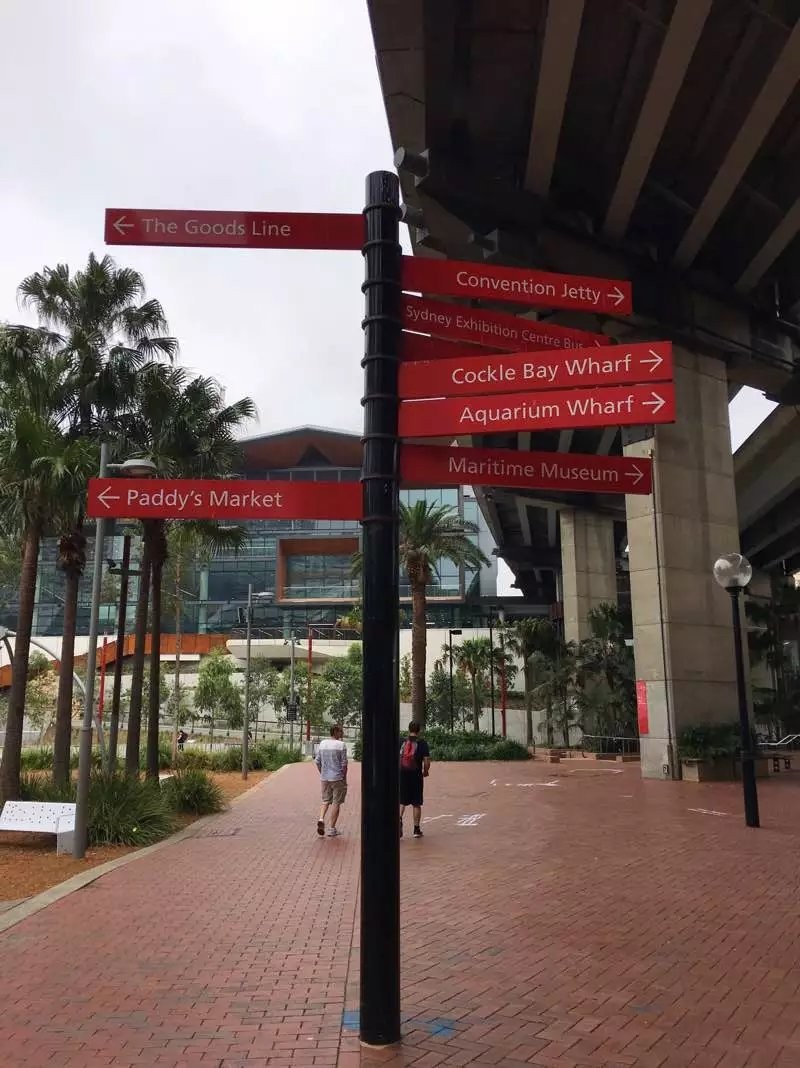 The Goods Line
Convention Jetty
Sydney Exhibition Centre Bus
Cockle Bay Wharf
Aquarium Wharf
Maritime Museum
Paddy's Market